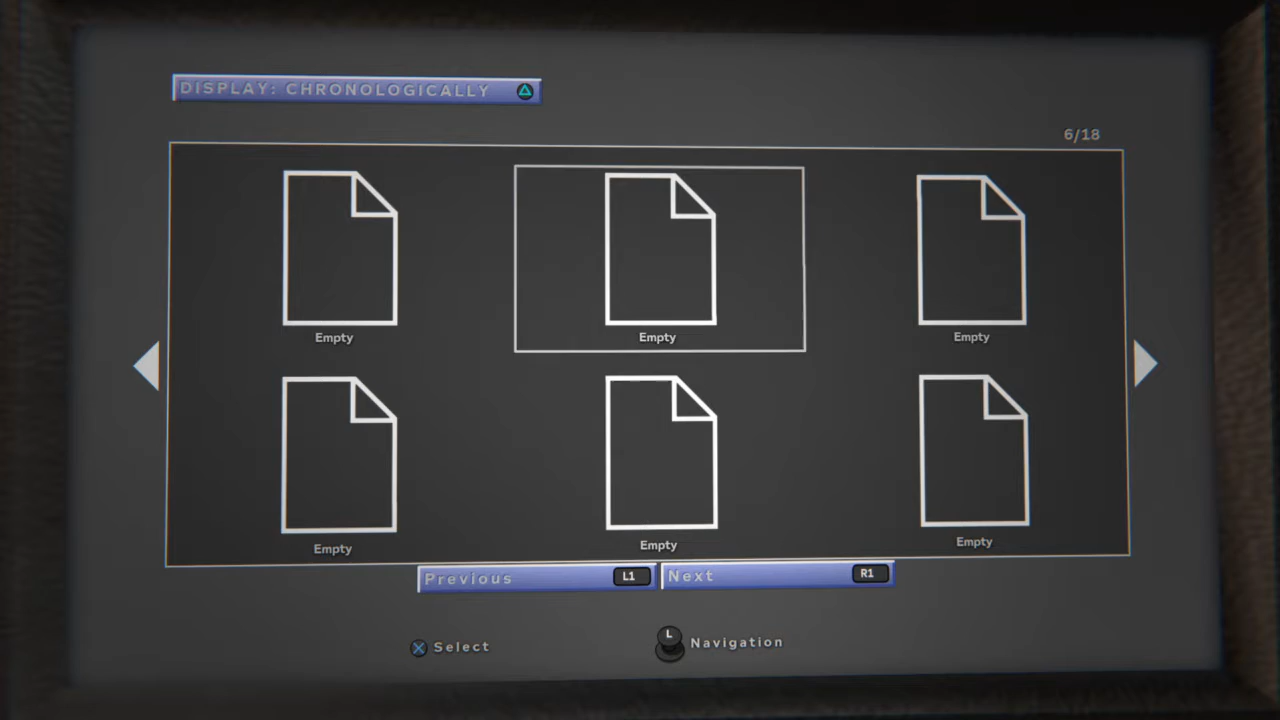 DISPLAY: CHRONOLOGICALLY
6/18
Empty Empty Empty
Empty Empty Empty
Previous L1 Next R1
Select L Navigation